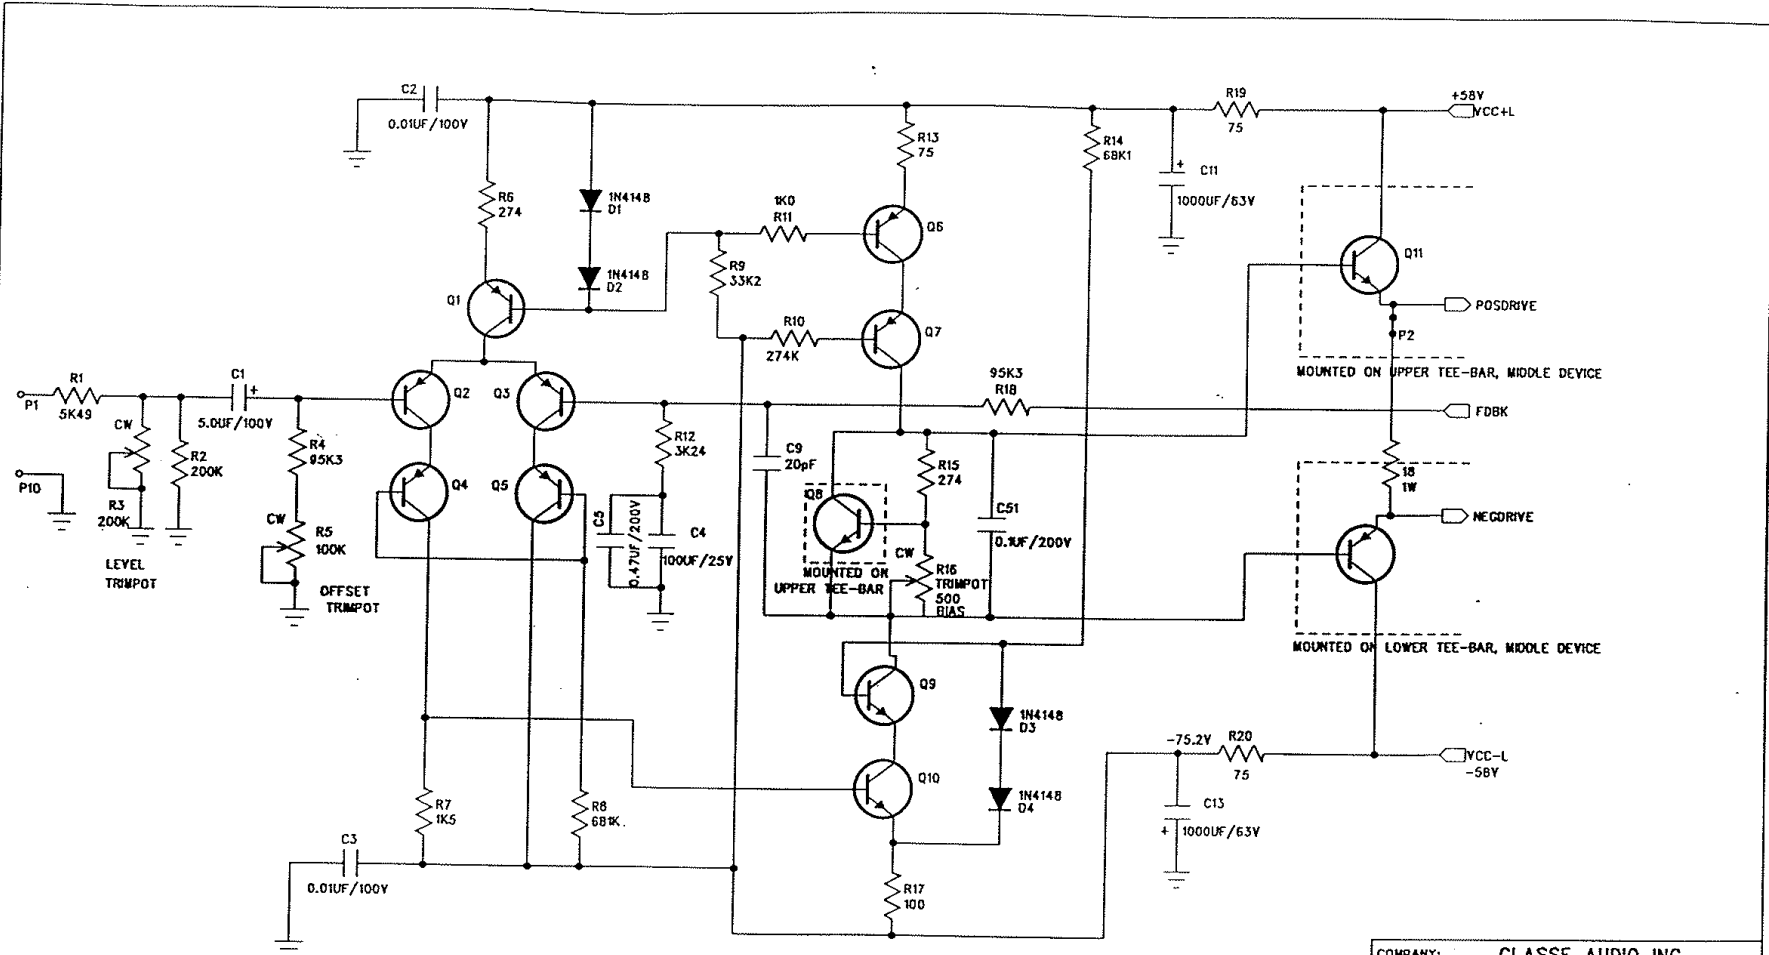 C2
0.01UF/100V
R19
75
+58V
VCC+L
R13
75
R14
68K1
C11
+
1000UF/63V
R6
274
1N4148
D1
1K0
R11
Q6
Q11
1N4148
D2
R9
33K2
Q1
POSDRIVE
R10
274K
Q7
P2
MOUNTED ON UPPER TEE-BAR, MIDDLE DEVICE
R1
5K49
P1
C1
+
5.0UF/100V
Q2
Q3
95K3
R18
FDBK
CW
R2
200K
R3
200K
R4
95K3
R12
3K24
C9
20pF
R15
274
P10
Q4
Q5
Q8
18
1W
CW
R5
100K
C5
0.47UF/200V
C4
100UF/25V
C51
0.1UF/200V
NEGDRIVE
LEVEL
TRIMPOT
OFFSET
TRIMPOT
MOUNTED ON
UPPER TEE-BAR
CW
R16
TRIMPOT
500
BIAS
MOUNTED ON LOWER TEE-BAR, MIDDLE DEVICE
Q9
1N4148
D3
-75.2V
R20
75
VCC-L
-58V
Q10
1N4148
D4
R7
1K5
R8
681K
C13
+
1000UF/63V
C3
0.01UF/100V
R17
100
COMPANY:
CLASSE AUDIO INC